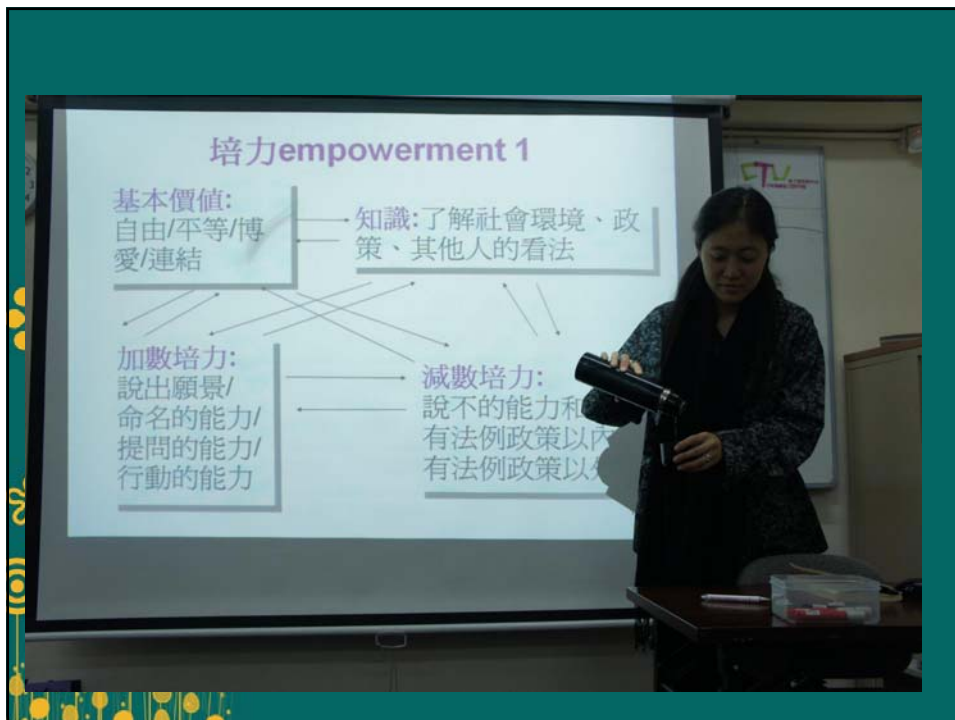 培力empowerment 1
基本價值:
自由/平等/博
愛/連結
知識:了解社會環境、政
策、其他人的看法
加數培力:
說出願景/
命名的能力/
提問的能力/
行動的能力
減數培力:
說不的能力和
有法例政策以內
有法例政策以外
CTU